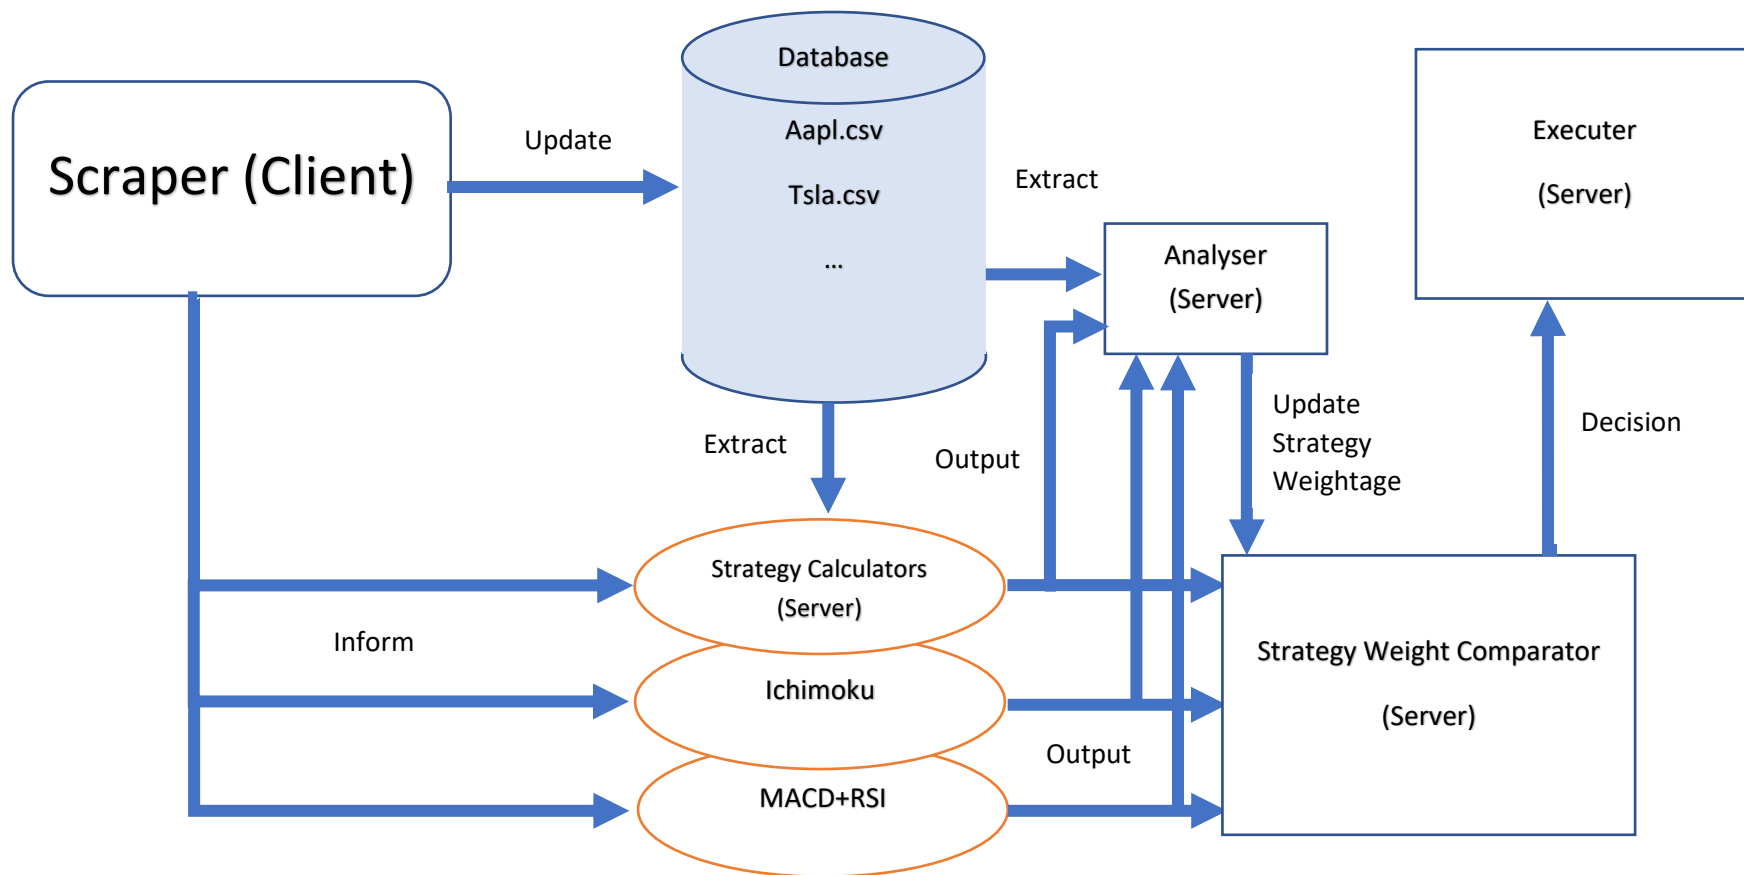 Database
Aapl.csv
Tsla.csv
...
Scraper (Client)
Update
Extract
Analyser
(Server)
Executer
(Server)
Extract
Output
Update
Strategy
Weightage
Decision
Strategy Calculators
(Server)
Inform
Ichimoku
Output
MACD+RSI
Strategy Weight Comparator
(Server)